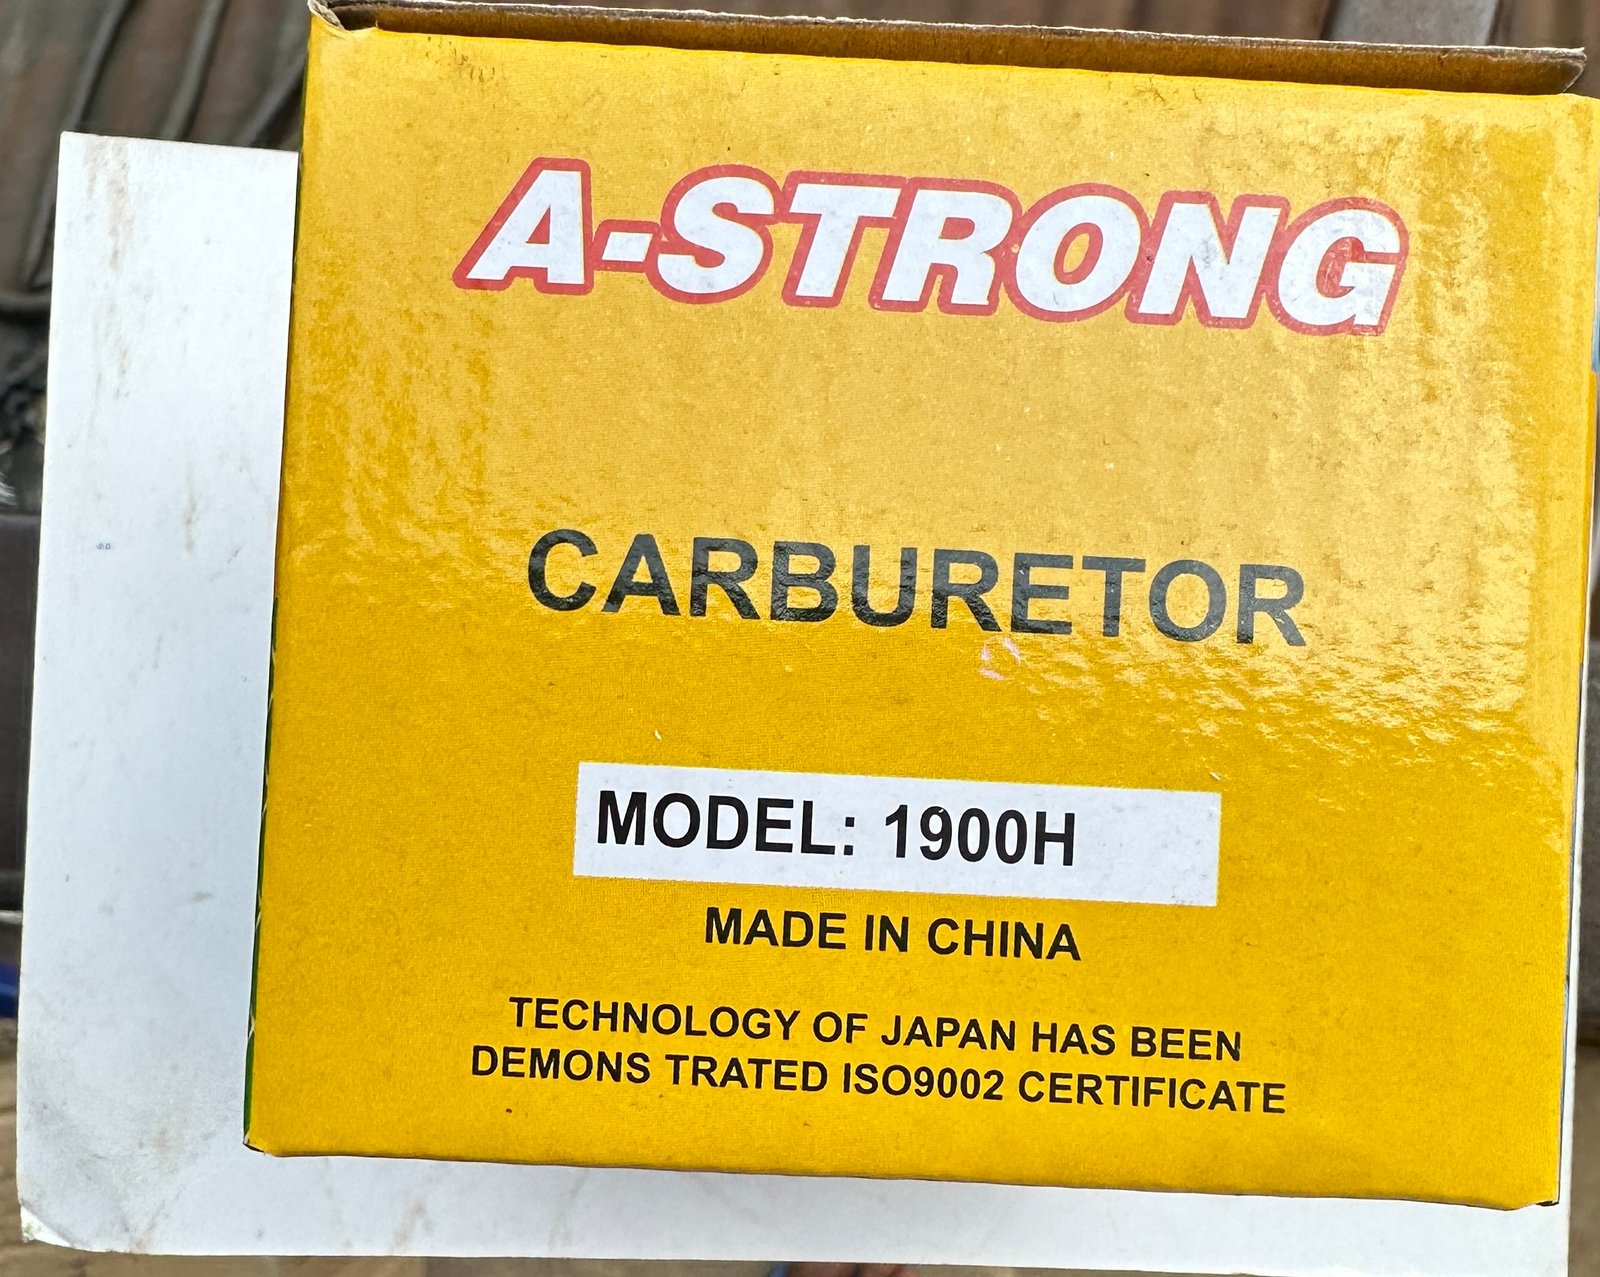 A-STRONG
CARBURETOR
MODEL: 1900H
MADE IN CHINA
TECHNOLOGY OF JAPAN HAS BEEN
DEMONS TRATED ISO9002 CERTIFICATE